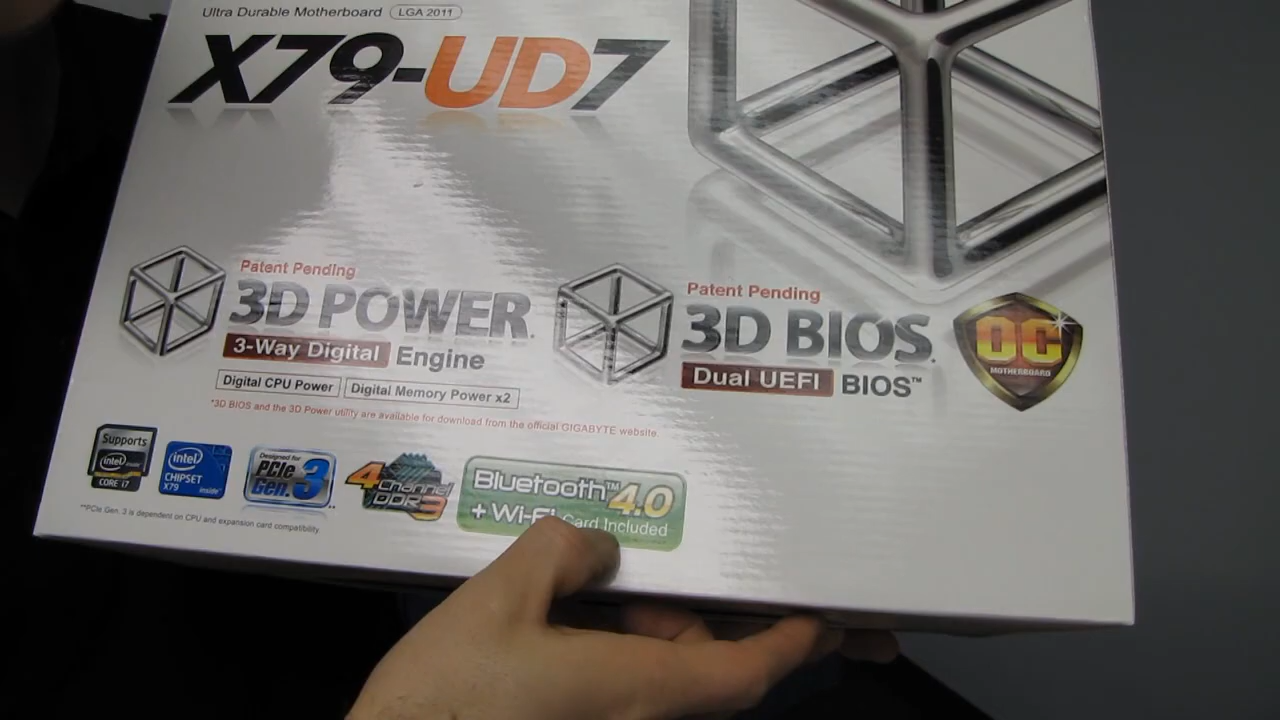 Ultra Durable Motherboard LGA 2011
X79-UD7
Patent Pending
3D POWER
3-Way Digital Engine
Digital CPU Power Digital Memory Power x2
*3D BIOS and the 3D Power utility are available for download from the official GIGABYTE website.
Patent Pending
3D BIOS
Dual UEFI BIOS™
OC
MOTHERBOARD
Supports
intel inside
CORE i7
intel
CHIPSET
X79
inside
Designed for
PCIe
Gen. 3
4 Channel
DDR3
Bluetooth™ 4.0
+ Wi-Fi Card Included
**PCIe Gen. 3 is dependent on CPU and expansion card compatibility